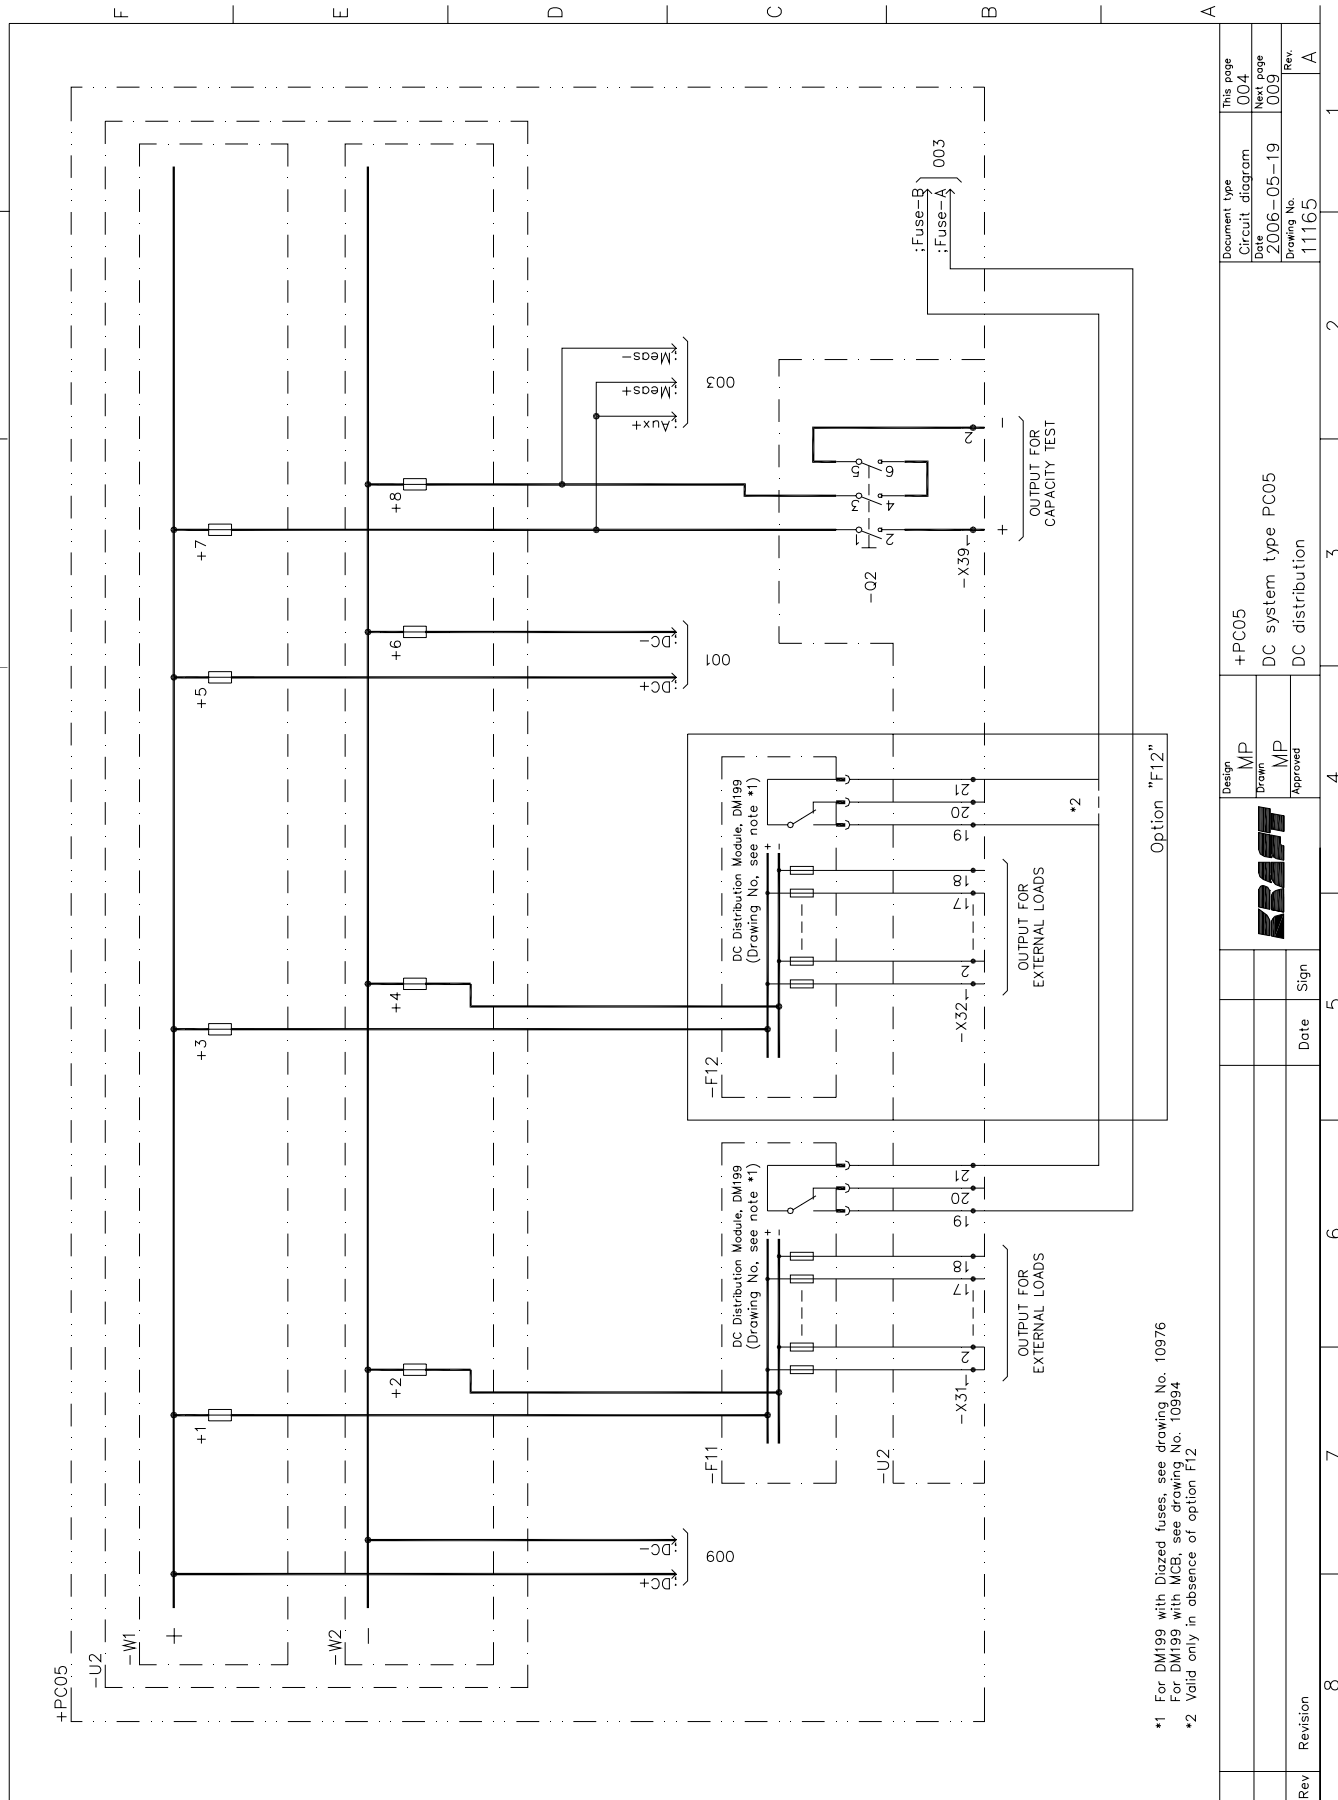 +PC05
-U2
-W1
+
-W2
-
;DC+
;DC-
009
+1
+2
+3
+4
+5
+6
;DC+
;DC-
001
+7
+8
;Aux+
;Meas+
;Meas-
003
-F11
DC Distribution Module, DM199
(Drawing No, see note *1)
+
-
-U2
-X31
1
2
17
18
19
20
21
OUTPUT FOR
EXTERNAL LOADS
-F12
DC Distribution Module, DM199
(Drawing No, see note *1)
+
-
-X32
1
2
17
18
19
20
21
OUTPUT FOR
EXTERNAL LOADS
*2
Option "F12"
-Q2
1
2
3
4
5
6
-X39
1
2
+
-
OUTPUT FOR
CAPACITY TEST
;Fuse-B
;Fuse-A
003
*1 For DM199 with Diazed fuses, see drawing No. 10976
For DM199 with MCB, see drawing No. 10994
*2 Valid only in absence of option F12
F
E
D
C
B
A
8
7
6
5
4
3
2
1
Rev
Revision
Date
Sign
KRAFT
Design
MP
Drawn
MP
Approved
+PC05
DC system type PC05
DC distribution
Document type
Circuit diagram
Date
2006-05-19
Drawing No.
11165
This page
004
Next page
009
Rev.
A